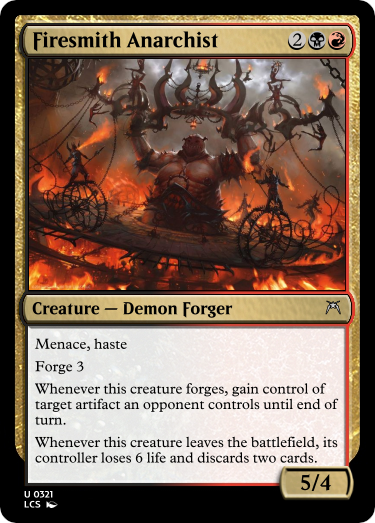 Firesmith Anarchist 2
Creature — Demon Forger
Menace, haste
Forge 3
Whenever this creature forges, gain control of
target artifact an opponent controls until end of
turn.
Whenever this creature leaves the battlefield, its
controller loses 6 life and discards two cards.
5/4
U 0321
LCS